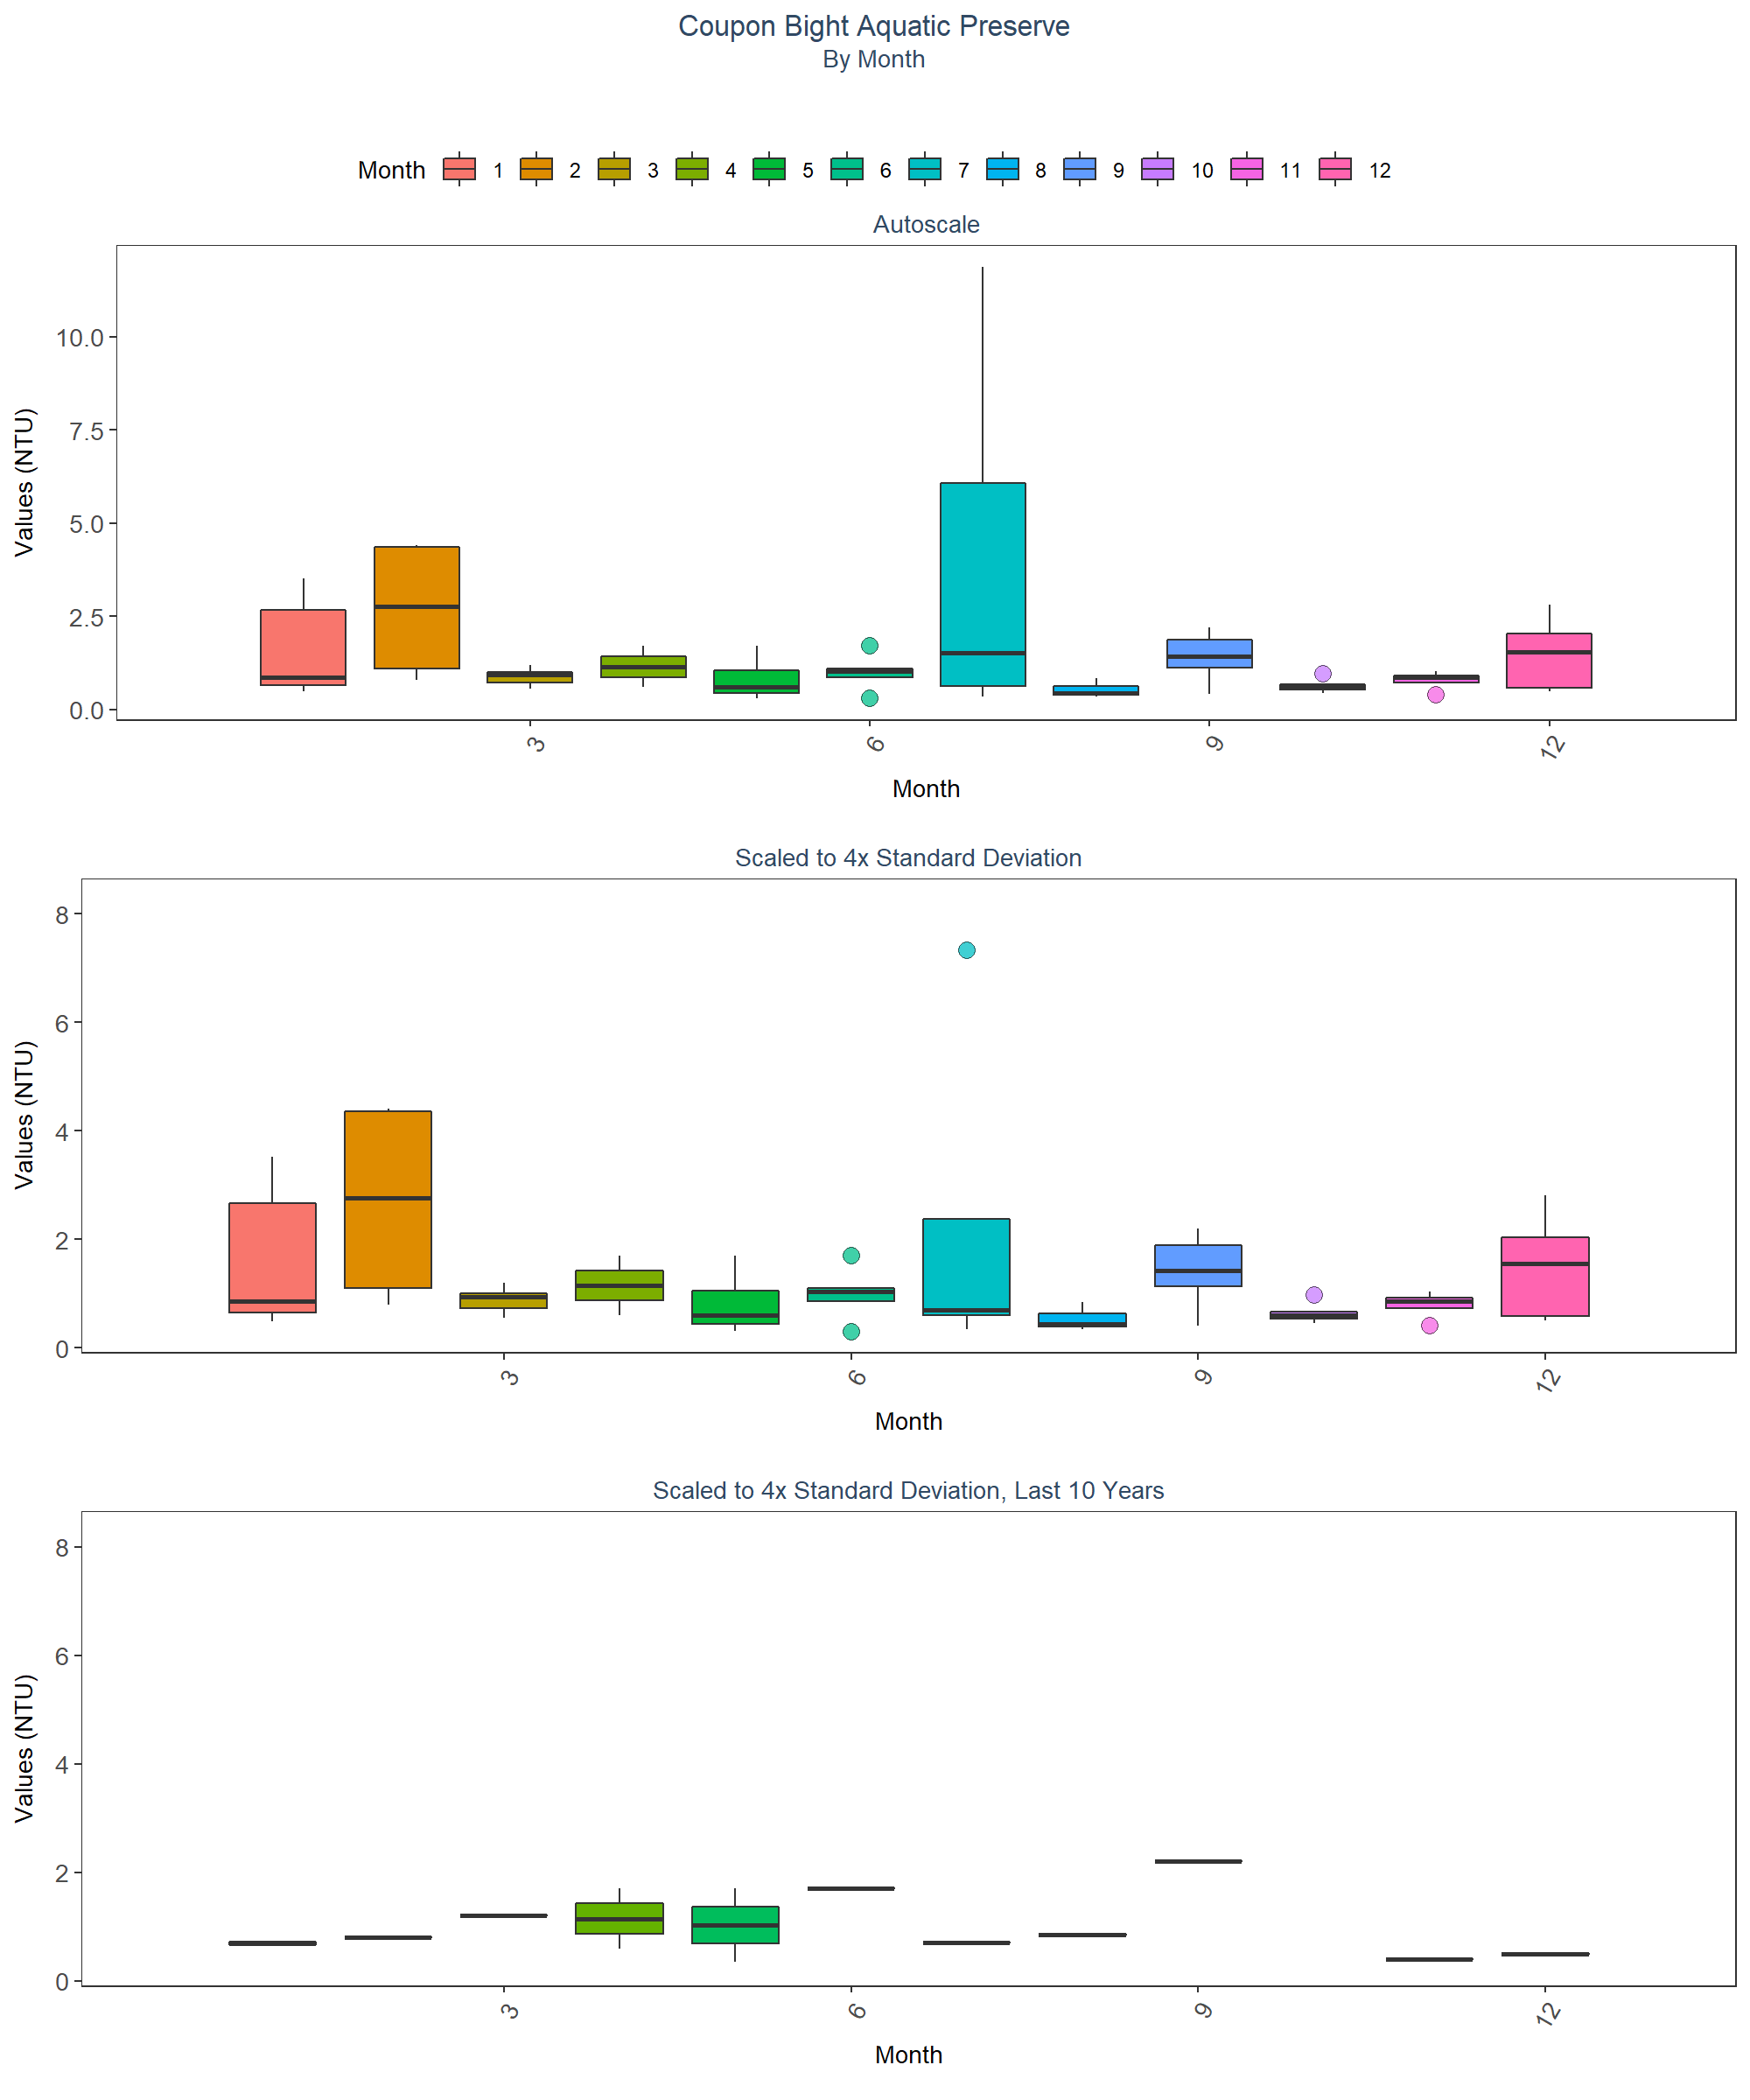 Coupon Bight Aquatic Preserve
By Month
Month 1 2 3 4 5 6 7 8 9 10 11 12
Autoscale
10.0
7.5
5.0
2.5
0.0
Values (NTU)
3 6 9 12
Month
Scaled to 4x Standard Deviation
8
6
4
2
0
Values (NTU)
3 6 9 12
Month
Scaled to 4x Standard Deviation, Last 10 Years
8
6
4
2
0
Values (NTU)
3 6 9 12
Month